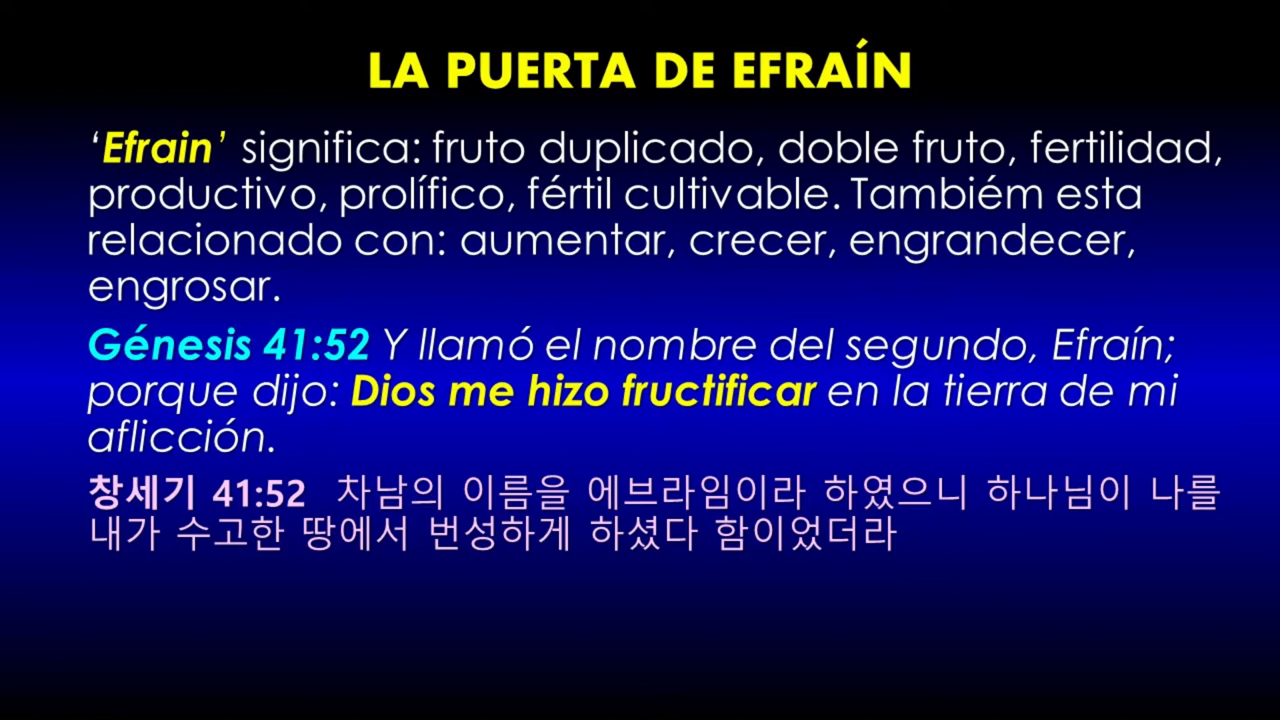 LA PUERTA DE EFRAÍN
‘Efrain’ significa: fruto duplicado, doble fruto, fertilidad,
productivo, prolífico, fértil cultivable. Tambiém esta
relacionado con: aumentar, crecer, engrandecer,
engrosar.
Génesis 41:52 Y llamó el nombre del segundo, Efraín;
porque dijo: Dios me hizo fructificar en la tierra de mi
aflicción.
창세기 41:52 차남의 이름을 에브라임이라 하였으니 하나님이 나를
내가 수고한 땅에서 번성하게 하셨다 함이었더라